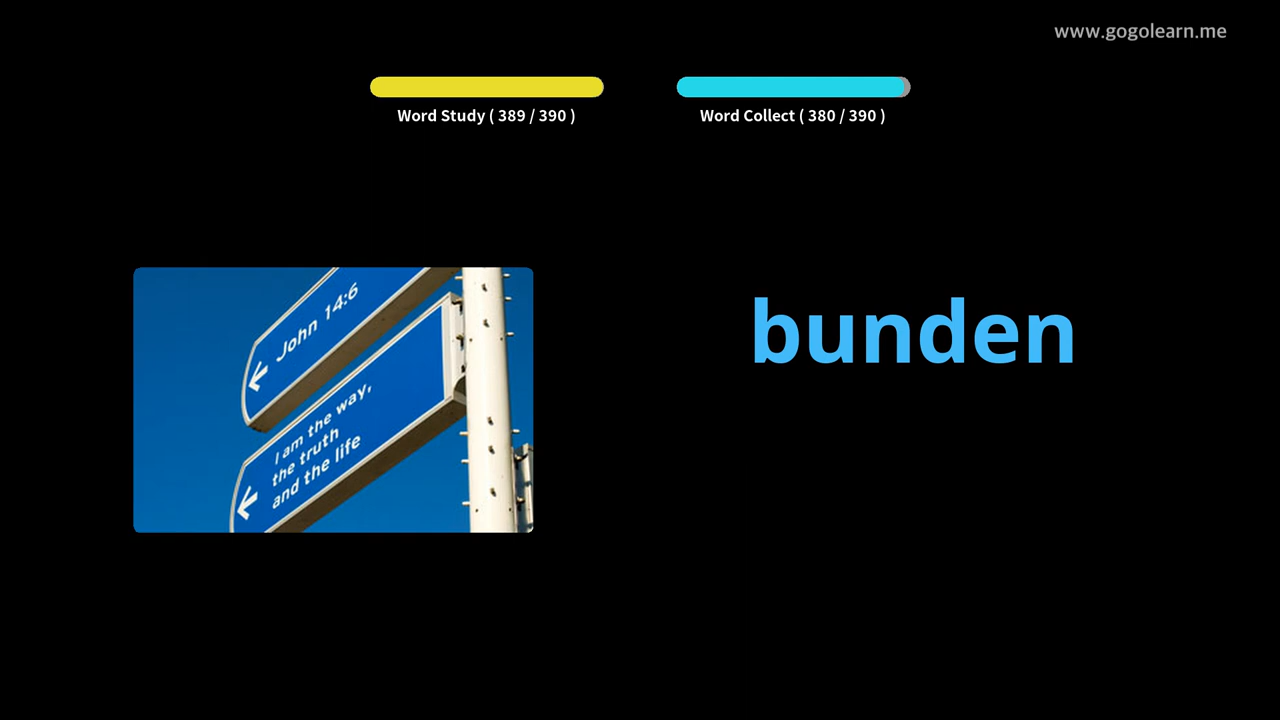 www.gogolearn.me
Word Study ( 389 / 390 )
Word Collect ( 380 / 390 )
John 14:6
I am the way,
the truth
and the life
bunden